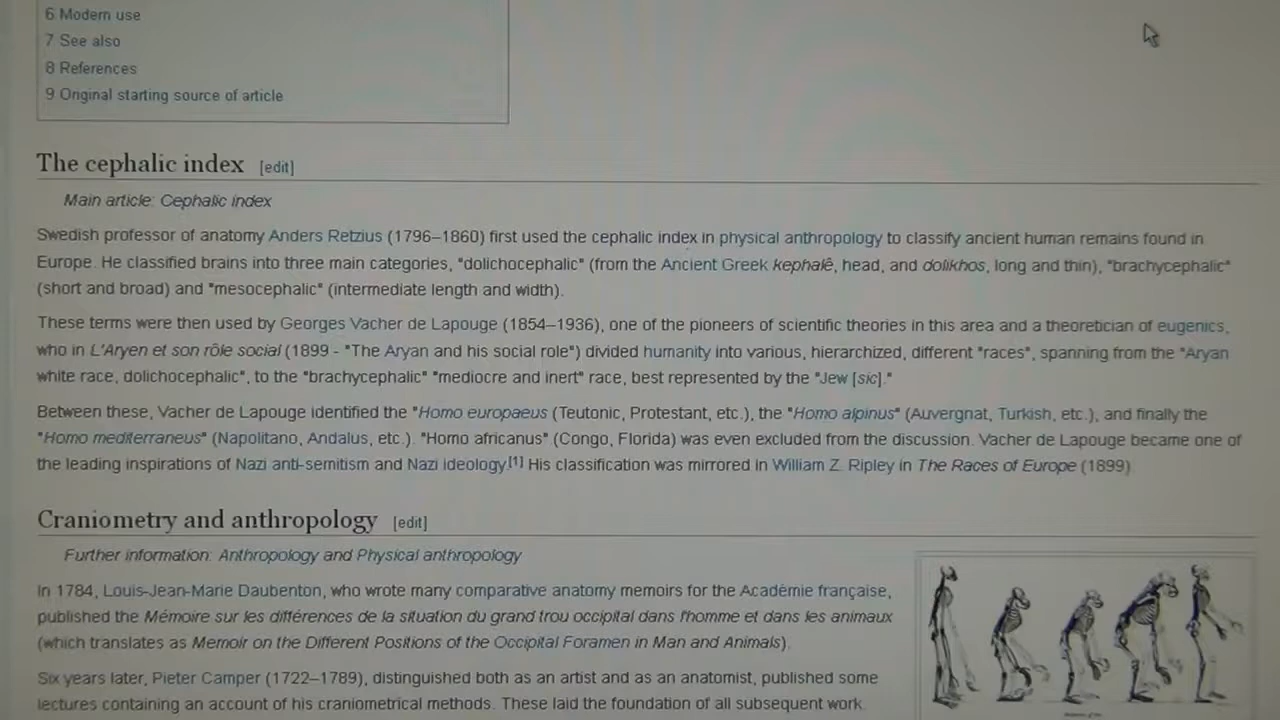 6 Modern use
7 See also
8 References
9 Original starting source of article
The cephalic index [edit]
Main article: Cephalic index
Swedish professor of anatomy Anders Retzius (1796–1860) first used the cephalic index in physical anthropology to classify ancient human remains found in
Europe. He classified brains into three main categories, "dolichocephalic" (from the Ancient Greek kephalê, head, and dolikhos, long and thin), "brachycephalic"
(short and broad) and "mesocephalic" (intermediate length and width).
These terms were then used by Georges Vacher de Lapouge (1854–1936), one of the pioneers of scientific theories in this area and a theoretician of eugenics,
who in L'Aryen et son rôle social (1899 - "The Aryan and his social role") divided humanity into various, hierarchized, different "races", spanning from the "Aryan
white race, dolichocephalic", to the "brachycephalic" "mediocre and inert" race, best represented by the "Jew [sic]."
Between these, Vacher de Lapouge identified the "Homo europaeus (Teutonic, Protestant, etc.), the "Homo alpinus" (Auvergnat, Turkish, etc.), and finally the
"Homo mediterraneus" (Napolitano, Andalus, etc.). "Homo africanus" (Congo, Florida) was even excluded from the discussion. Vacher de Lapouge became one of
the leading inspirations of Nazi anti-semitism and Nazi ideology.[1] His classification was mirrored in William Z. Ripley in The Races of Europe (1899)
Craniometry and anthropology [edit]
Further information: Anthropology and Physical anthropology
In 1784, Louis-Jean-Marie Daubenton, who wrote many comparative anatomy memoirs for the Académie française,
published the Mémoire sur les différences de la situation du grand trou occipital dans l'homme et dans les animaux
(which translates as Memoir on the Different Positions of the Occipital Foramen in Man and Animals).
Six years later, Pieter Camper (1722–1789), distinguished both as an artist and as an anatomist, published some
lectures containing an account of his craniometrical methods. These laid the foundation of all subsequent work.